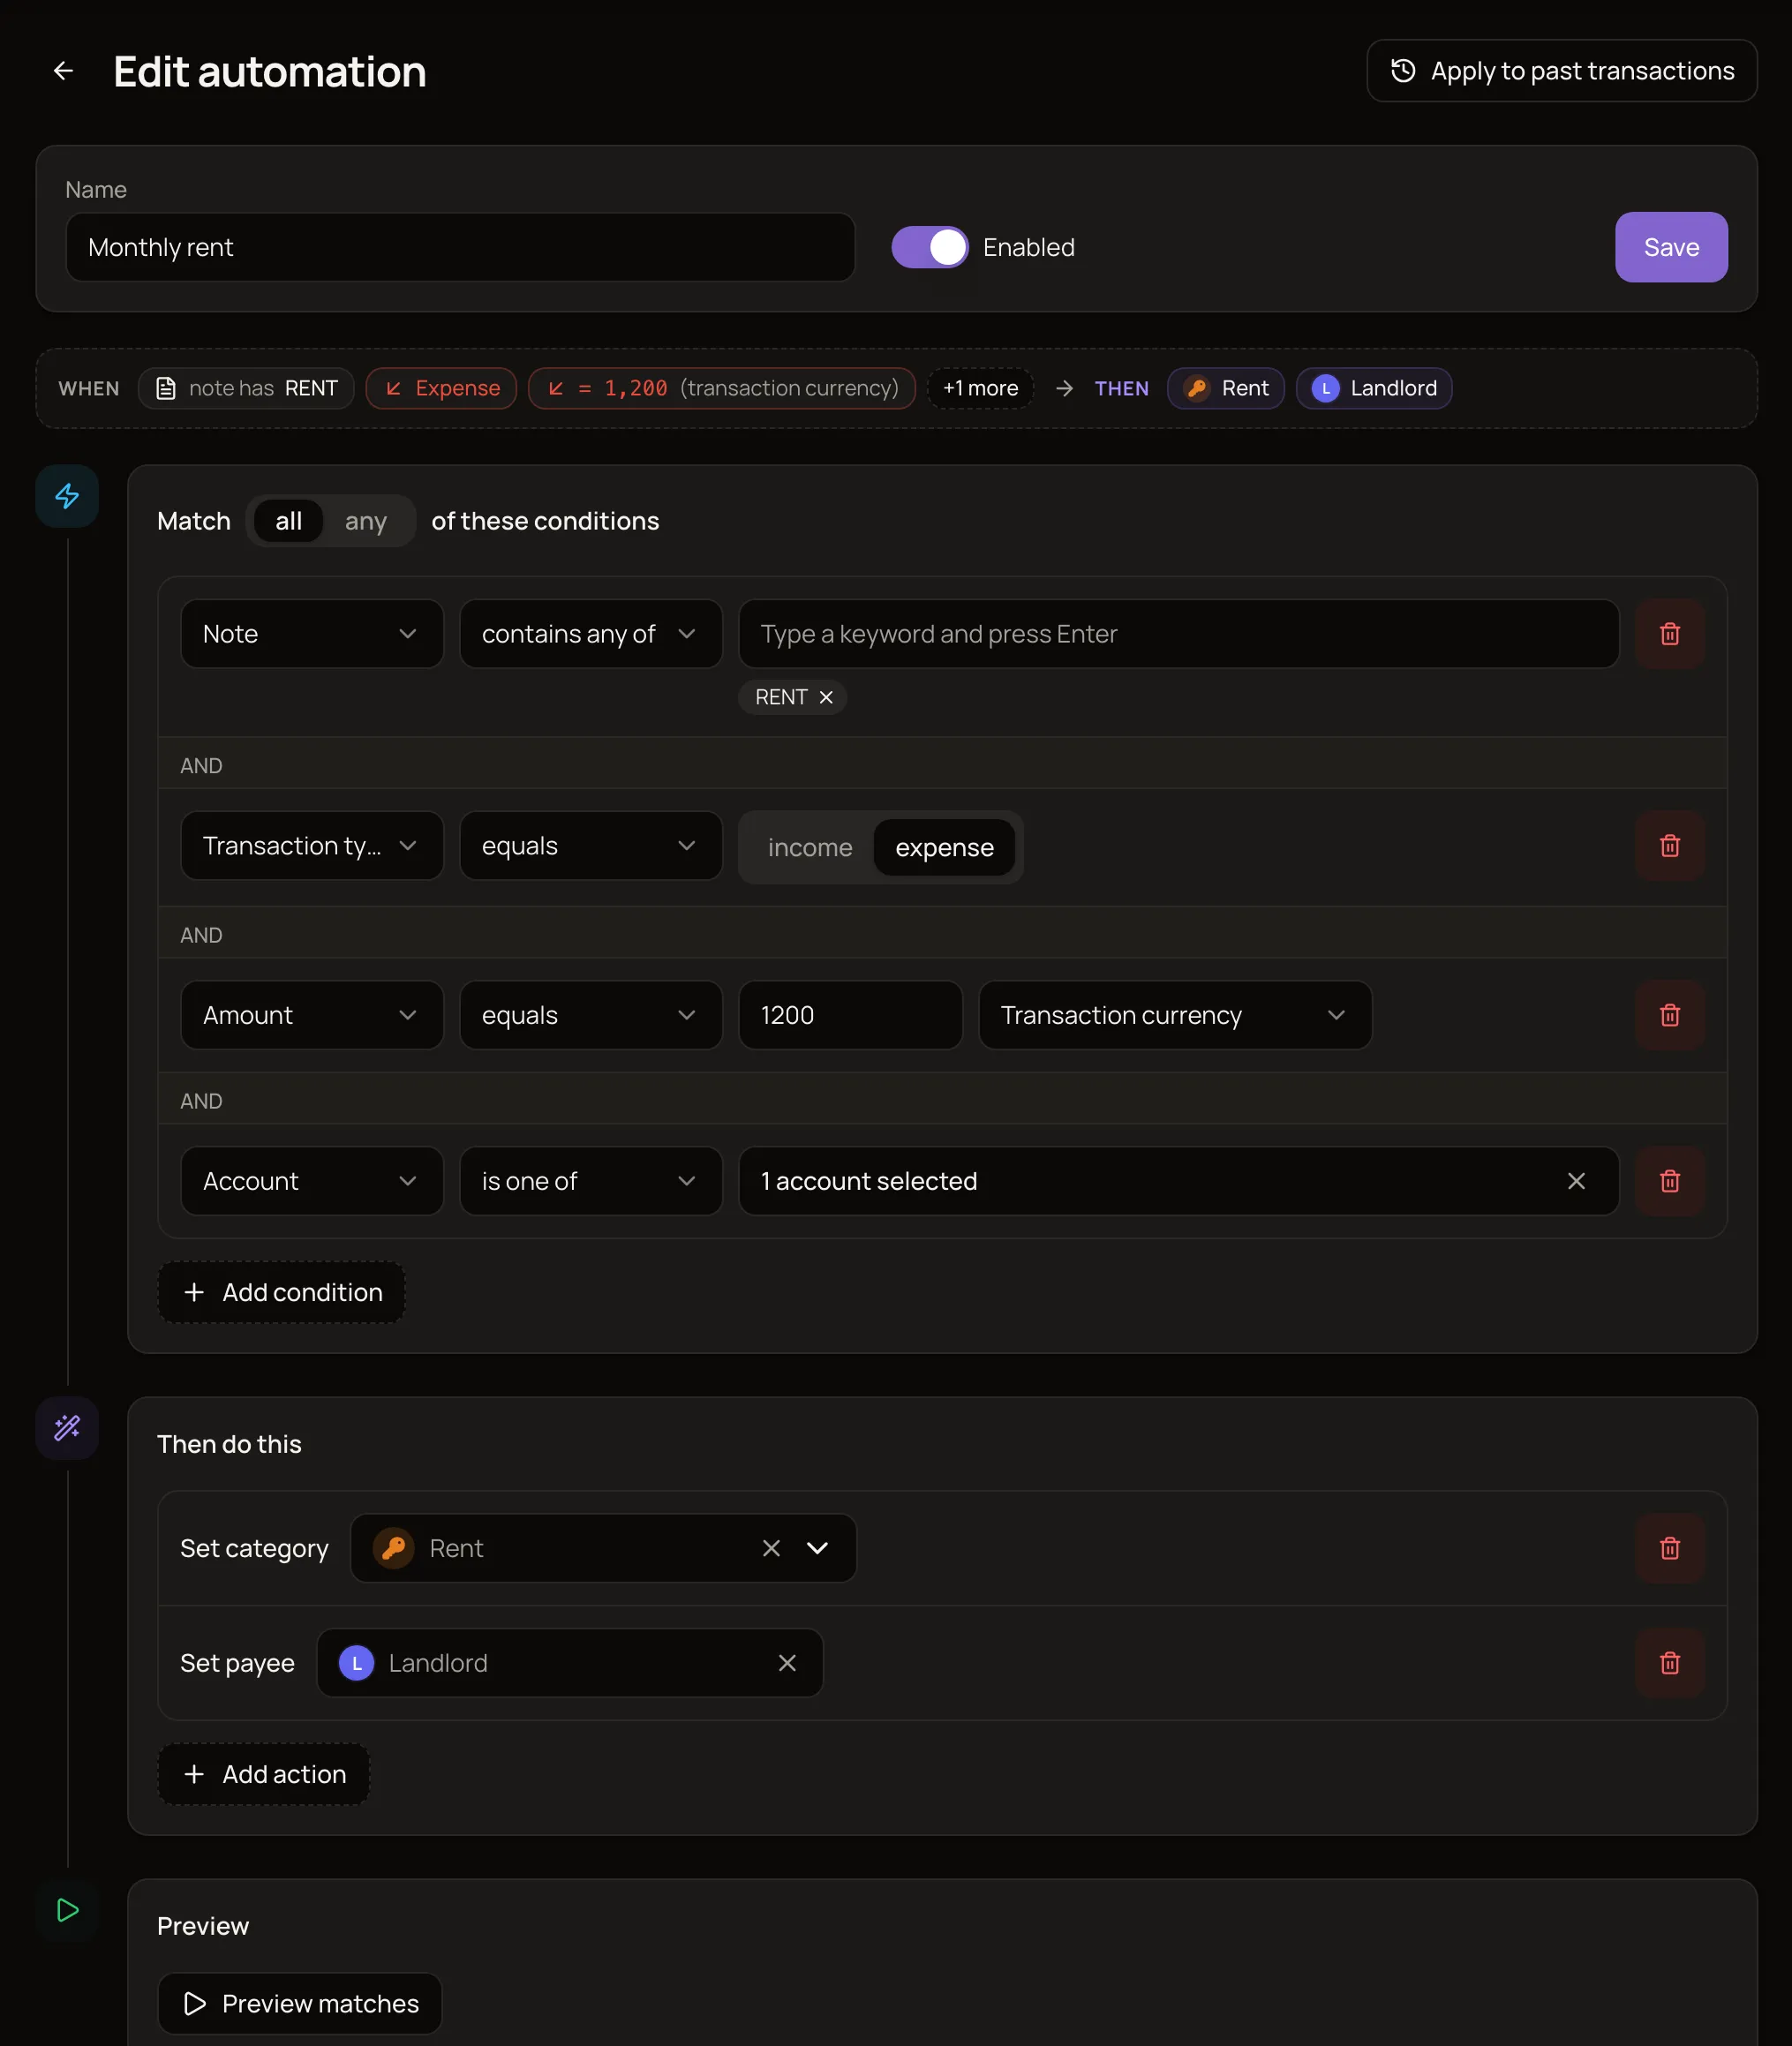 Edit automation
Apply to past transactions
Name
Monthly rent
Enabled
Save
WHEN note has RENT Expense = 1,200 (transaction currency) +1 more THEN Rent L Landlord
Match all any of these conditions
Note contains any of Type a keyword and press Enter
RENT
AND
Transaction ty... equals income expense
AND
Amount equals 1200 Transaction currency
AND
Account is one of 1 account selected
Add condition
Then do this
Set category Rent
Set payee L Landlord
Add action
Preview
Preview matches